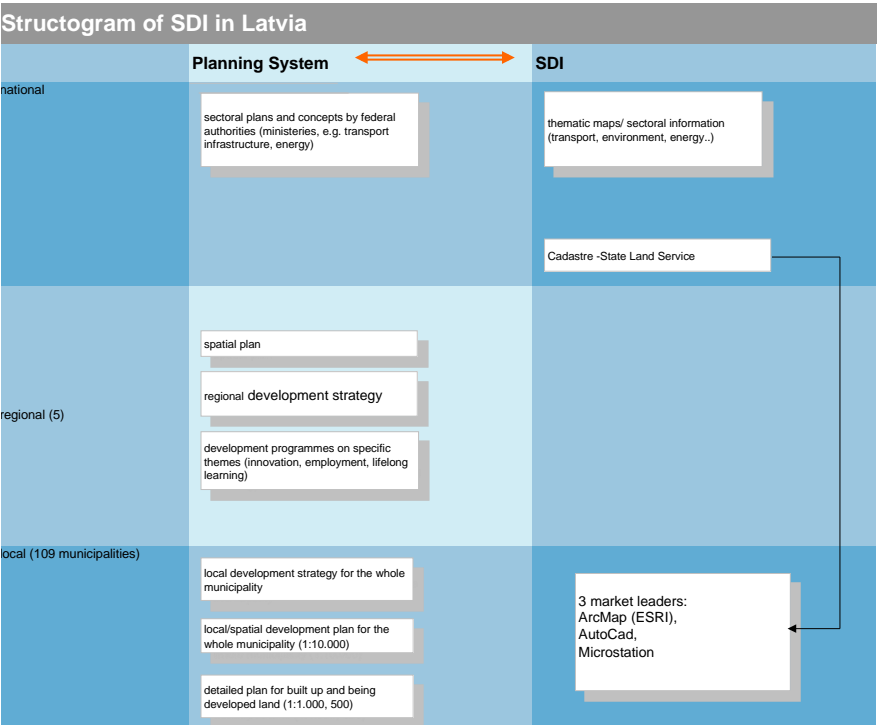 Structogram of SDI in Latvia
Planning System
SDI
national
sectoral plans and concepts by federal
authorities (ministeries, e.g. transport
infrastructure, energy)
thematic maps/ sectoral information
(transport, environment, energy..)
Cadastre -State Land Service
regional (5)
spatial plan
regional development strategy
development programmes on specific
themes (innovation, employment, lifelong
learning)
local (109 municipalities)
local development strategy for the whole
municipality
local/spatial development plan for the
whole municipality (1:10.000)
detailed plan for built up and being
developed land (1:1.000, 500)
3 market leaders:
ArcMap (ESRI),
AutoCad,
Microstation